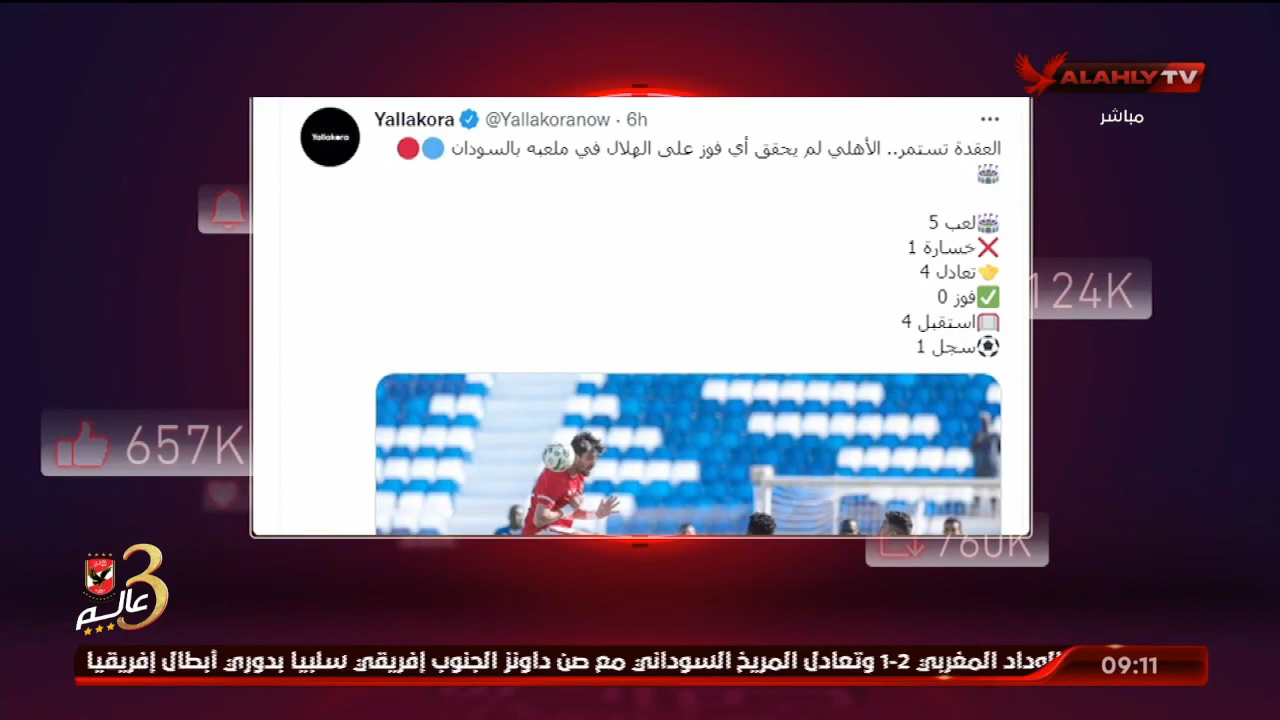 ALAHLY TV
مباشر
Yallakora
Yallakora @Yallakoranow · 6h
العقدة تستمر.. الأهلي لم يحقق أي فوز على الهلال في ملعبه بالسودان
لعب 5
خسارة 1
تعادل 4
فوز 0
استقبل 4
سجل 1
124K
657K
760K
3
عالم
الوداد المغربي 2-1 وتعادل المريخ السوداني مع صن داونز الجنوب إفريقي سلبيا بدوري أبطال إفريقيا
09:11